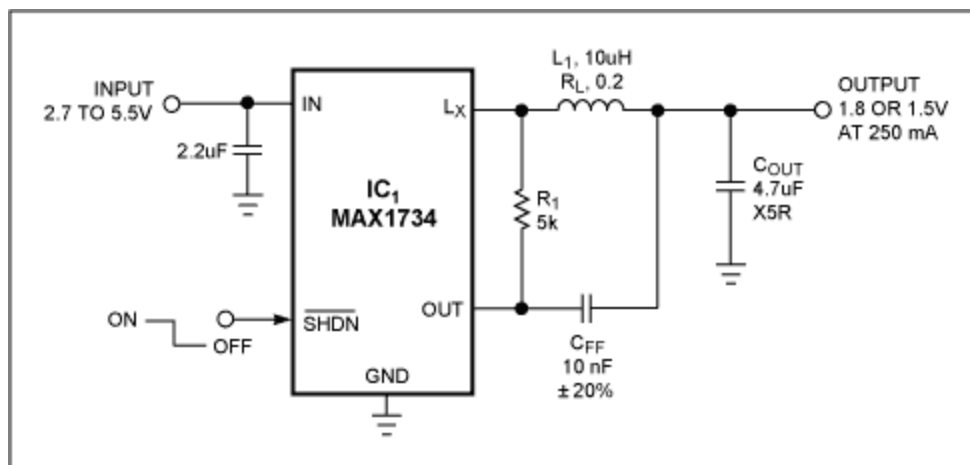 INPUT
2.7 TO 5.5V
2.2uF
IN
LX
IC1
MAX1734
OUT
SHDN
GND
ON
OFF
L1, 10uH
RL, 0.2
R1
5k
CFF
10 nF
± 20%
OUTPUT
1.8 OR 1.5V
AT 250 mA
COUT
4.7uF
X5R